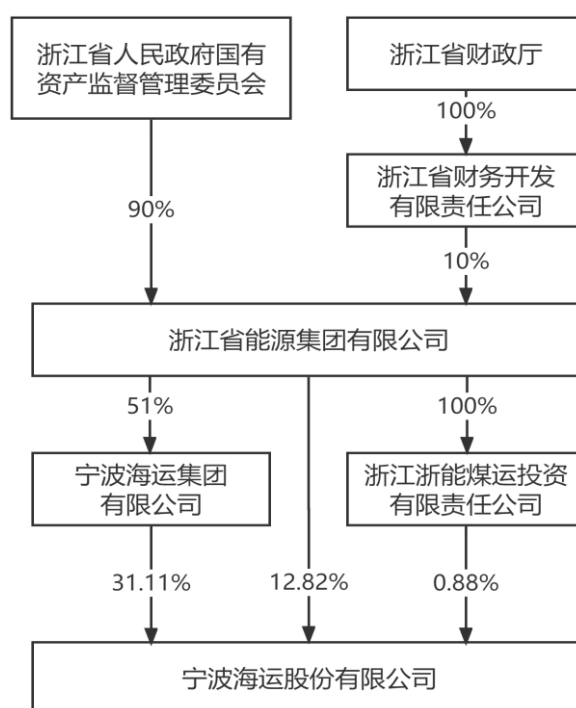 浙江省人民政府国有
资产监督管理委员会
浙江省财政厅
100%
浙江省财务开发
有限责任公司
90%
10%
浙江省能源集团有限公司
51%
100%
宁波海运集团
有限公司
浙江浙能煤运投资
有限责任公司
31.11%
12.82%
0.88%
宁波海运股份有限公司